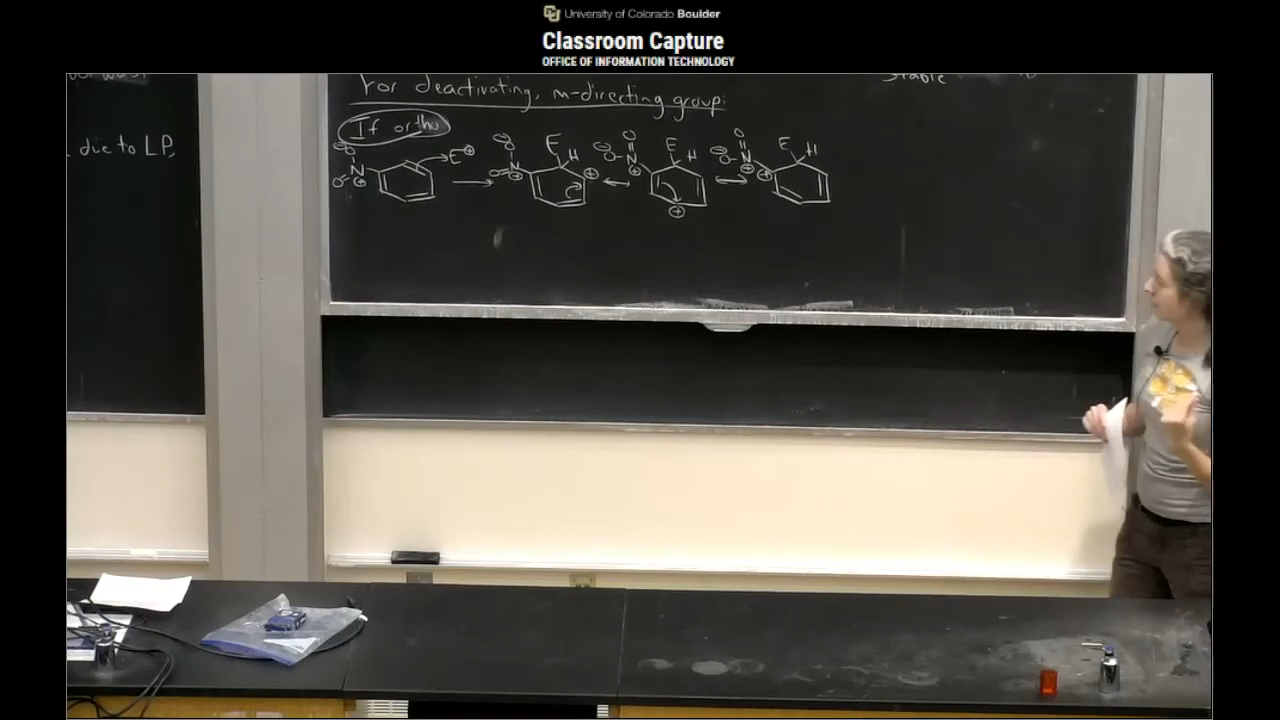 University of Colorado Boulder
Classroom Capture
OFFICE OF INFORMATION TECHNOLOGY
due to LP,
Stable
For deactivating, m-directing group:
If ortho
⊖ O N ⊕ O⁻ E⊕ ⊖ O O= N ⊕ E H ⊕ O ⊖ O- N ⊕ E H ⊕ O ⊖ O- N ⊕ ⊕ E H